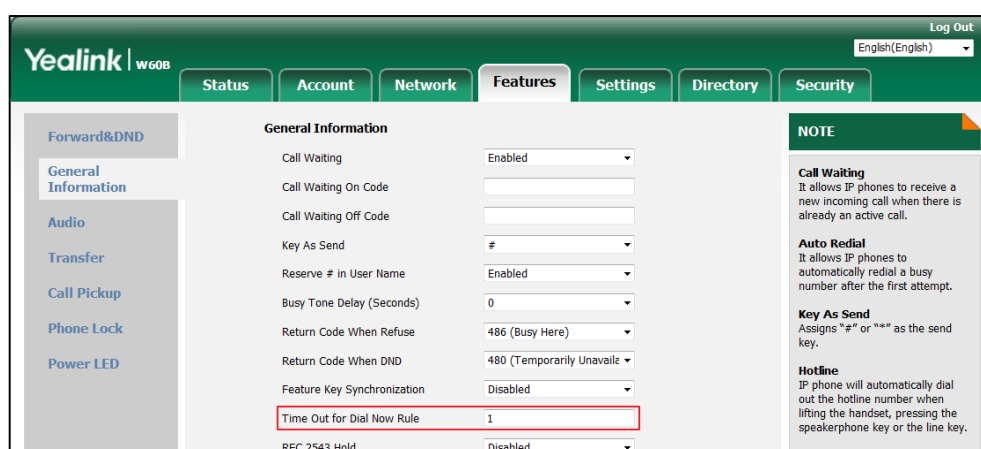 Log Out
Yealink | W60B
English(English)
Status Account Network Features Settings Directory Security
Forward&DND
General
Information
Audio
Transfer
Call Pickup
Phone Lock
Power LED
General Information
Call Waiting Enabled
Call Waiting On Code
Call Waiting Off Code
Key As Send #
Reserve # in User Name Enabled
Busy Tone Delay (Seconds) 0
Return Code When Refuse 486 (Busy Here)
Return Code When DND 480 (Temporarily Unavaila
Feature Key Synchronization Disabled
Time Out for Dial Now Rule 1
RFC 2543 Hold Disabled
NOTE
Call Waiting
It allows IP phones to receive a
new incoming call when there is
already an active call.
Auto Redial
It allows IP phones to
automatically redial a busy
number after the first attempt.
Key As Send
Assigns "#" or "*" as the send
key.
Hotline
IP phone will automatically dial
out the hotline number when
lifting the handset, pressing the
speakerphone key or the line key.